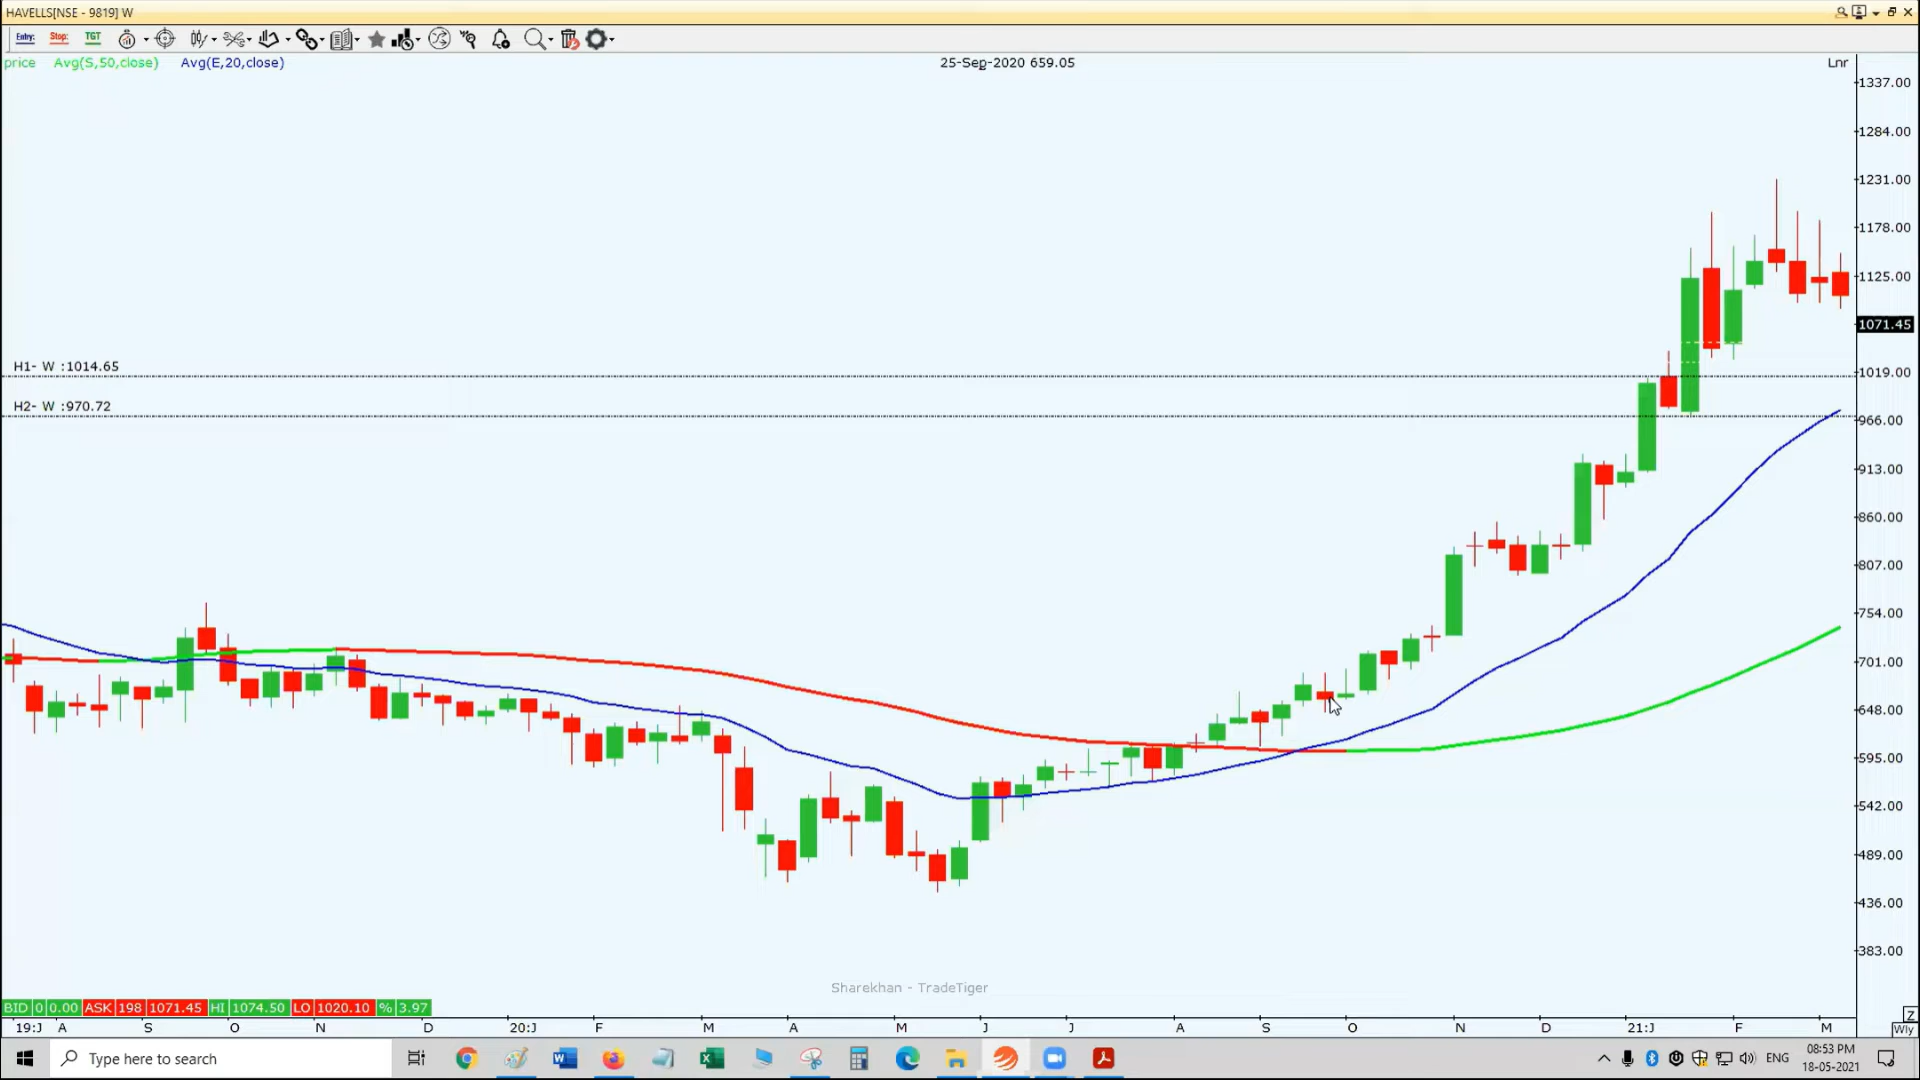 HAVELLS[NSE - 9819] W
Entry: Stop: TGT
price Avg(S,50,close) Avg(E,20,close) 25-Sep-2020 659.05 Lnr
1337.00
1284.00
1231.00
1178.00
1125.00
1071.45
H1- W :1014.65
1019.00
H2- W :970.72
966.00
913.00
860.00
807.00
754.00
701.00
648.00
595.00
542.00
489.00
436.00
383.00
Sharekhan - TradeTiger
BID 0 0.00 ASK 198 1071.45 HI 1074.50 LO 1020.10 % 3.97
Z
19:J A S O N D 20:J F M A M J J A S O N D 21:J F M
Wly
Type here to search
ENG
08:53 PM
18-05-2021